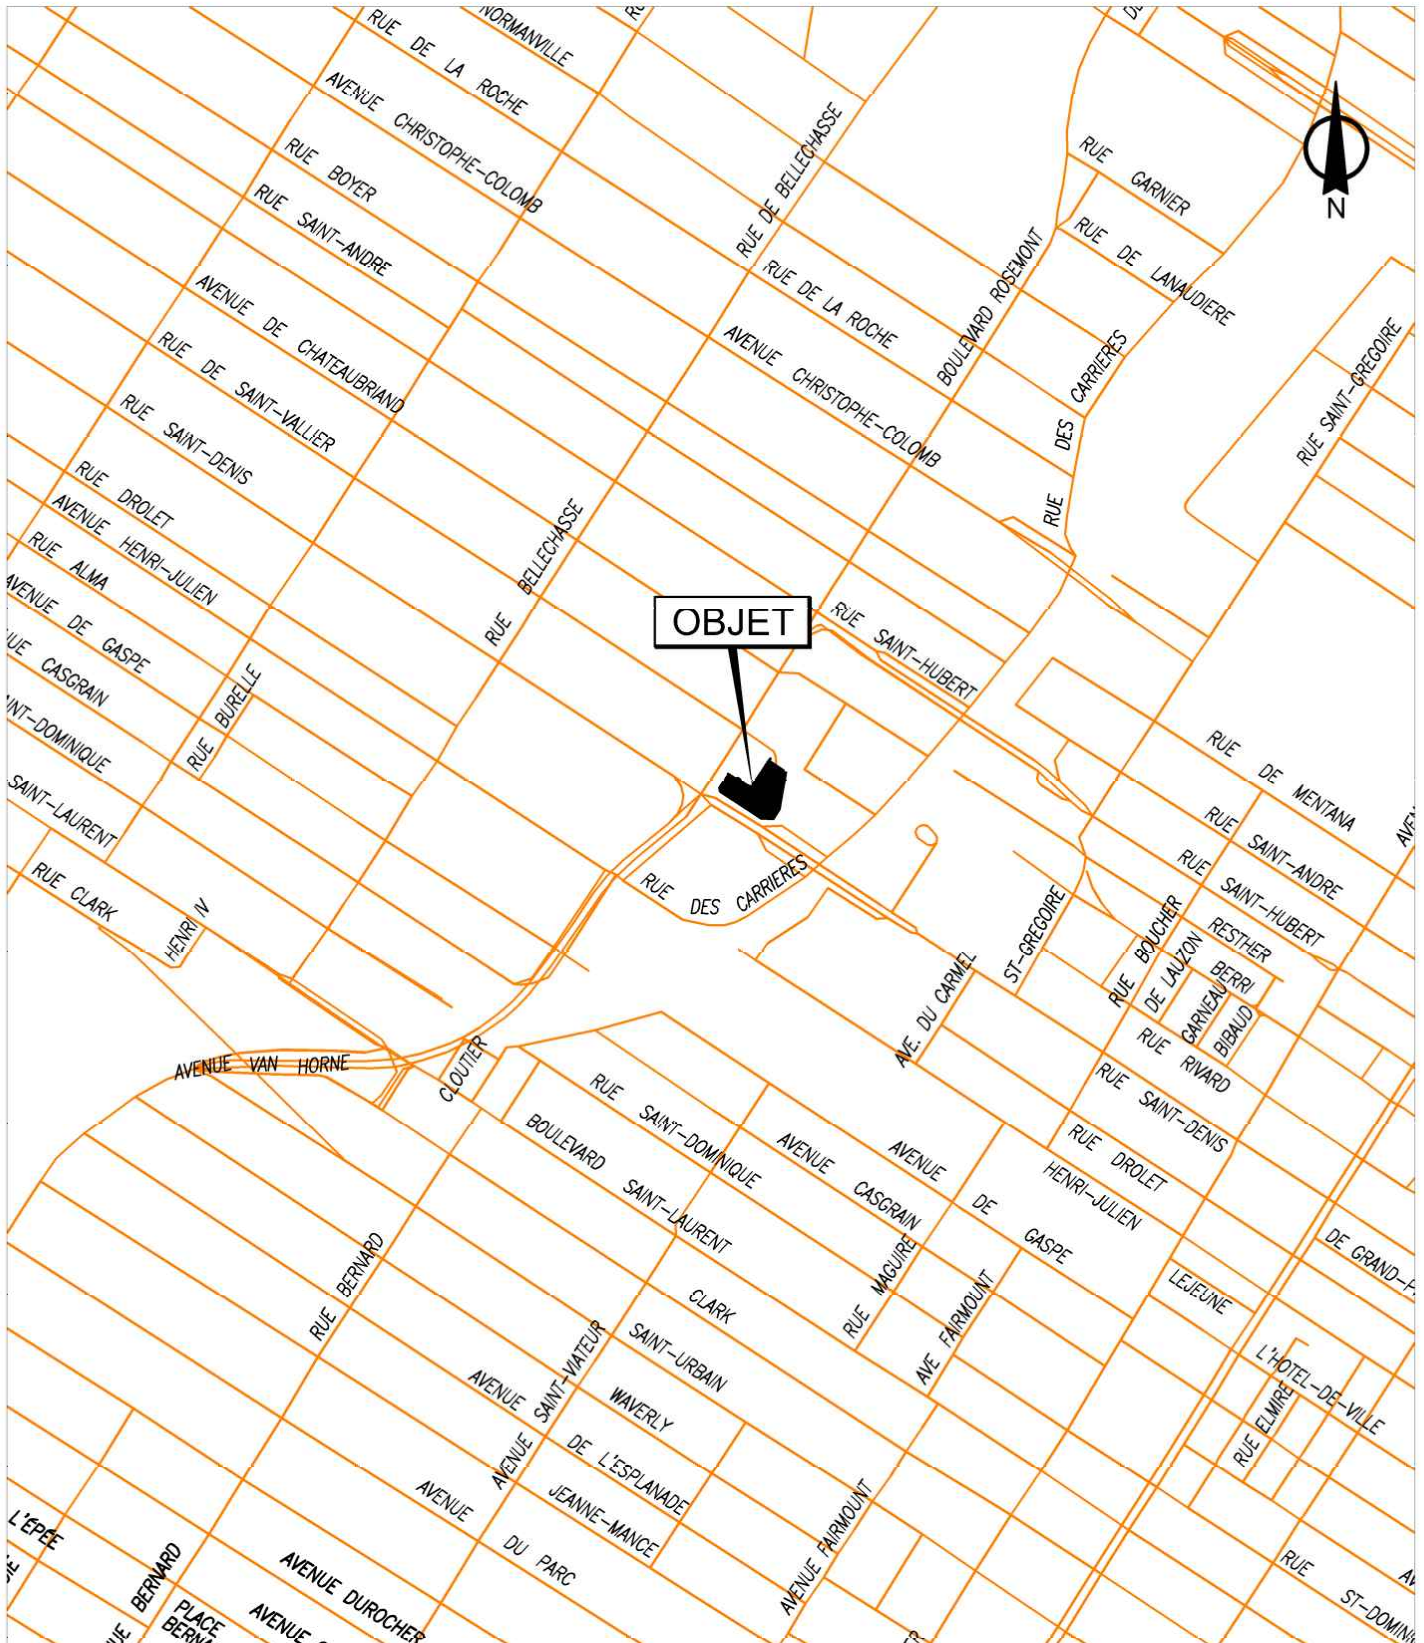 NORMANVILLE
RUE DE LA ROCHE
AVENUE CHRISTOPHE-COLOMB
RUE BOYER
RUE SAINT-ANDRE
AVENUE DE CHATEAUBRIAND
RUE DE SAINT-VALLIER
RUE SAINT-DENIS
RUE DROLET
AVENUE HENRI-JULIEN
RUE ALMA
AVENUE DE GASPE
UE CASGRAIN
INT-DOMINIQUE
SAINT-LAURENT
RUE CLARK
HENRI IV
RUE BURELLE
RUE BELLECHASSE
RUE DE BELLECHASSE
RUE DE LA ROCHE
AVENUE CHRISTOPHE-COLOMB
BOULEVARD ROSEMONT
RUE GARNIER
RUE DE LANAUDIERE
RUE DES CARRIERES
RUE SAINT-GREGOIRE
N
OBJET
RUE SAINT-HUBERT
RUE DES CARRIERES
RUE DE MENTANA
RUE SAINT-ANDRE
RUE SAINT-HUBERT
RESTHER
BERRI
RUE BOUCHER
DE LAUZON
GARNEAU
BIBAUD
RUE RIVARD
ST-GREGOIRE
AVE. DU CARMEL
RUE SAINT-DENIS
RUE DROLET
HENRI-JULIEN
AVENUE VAN HORNE
CLOUTIER
RUE SAINT-DOMINIQUE
BOULEVARD SAINT-LAURENT
AVENUE CASGRAIN
AVENUE DE GASPE
RUE MAGUIRE
AVE FAIRMOUNT
LEJEUNE
DE GRAND-P
L'HOTEL-DE-VILLE
RUE ELMIRE
RUE BERNARD
CLARK
SAINT-URBAIN
WAVERLY
AVENUE DE L'ESPLANADE
AVENUE SAINT-VIATEUR
JEANNE-MANCE
AVENUE DU PARC
AVENUE FAIRMOUNT
RUE ST-DOMINI
L'ÉPÉE
UE BERNARD
PLACE
BERNA
AVENUE DUROCHER
AVENUE